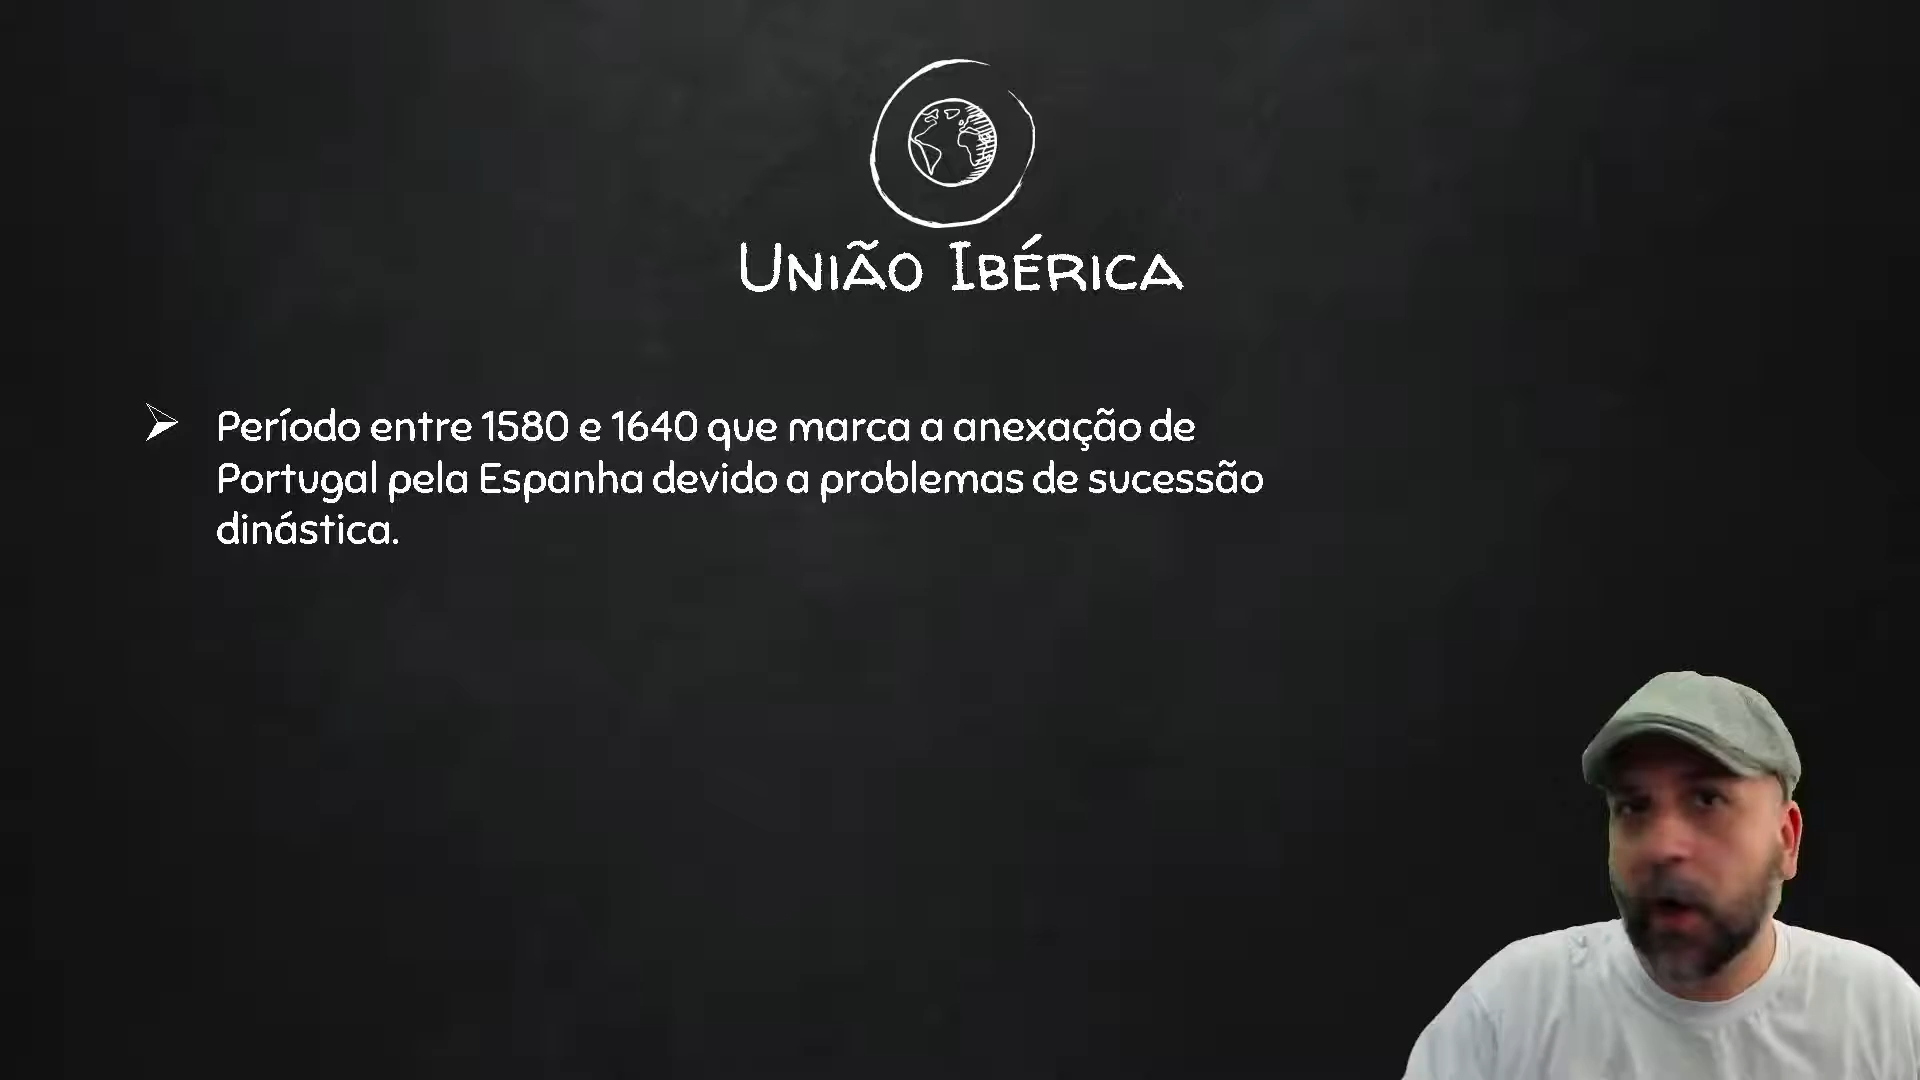 União Ibérica
Período entre 1580 e 1640 que marca a anexação de
Portugal pela Espanha devido a problemas de sucessão
dinástica.